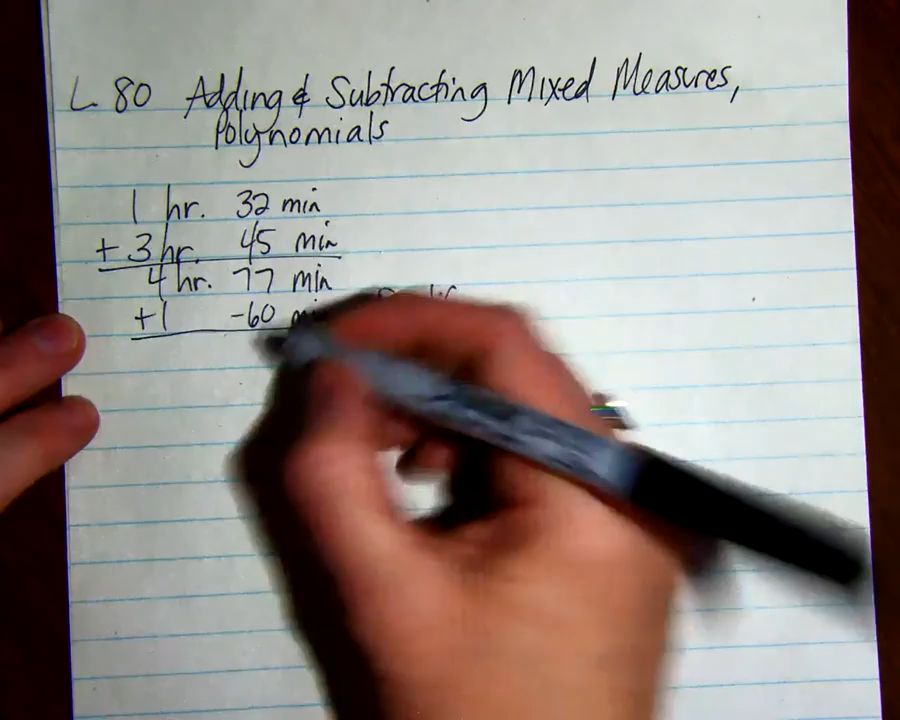 L 80 Adding & Subtracting Mixed Measures,
Polynomials
1 hr. 32 min
+ 3 hr. 45 min
4 hr. 77 min
+1 -60